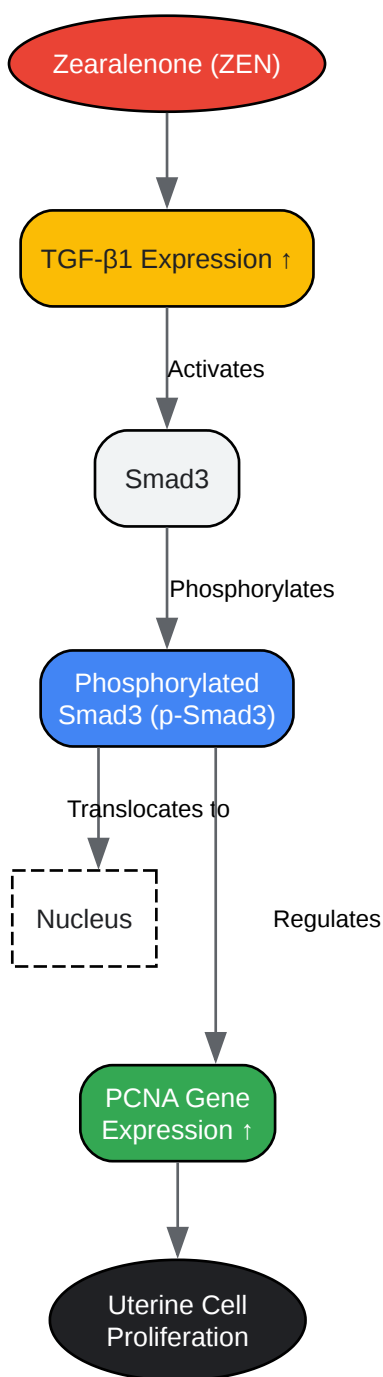 Zearalenone (ZEN)
TGF-β1 Expression ↑
Activates
Smad3
Phosphorylates
Phosphorylated
Smad3 (p-Smad3)
Translocates to
Nucleus
Regulates
PCNA Gene
Expression ↑
Uterine Cell
Proliferation